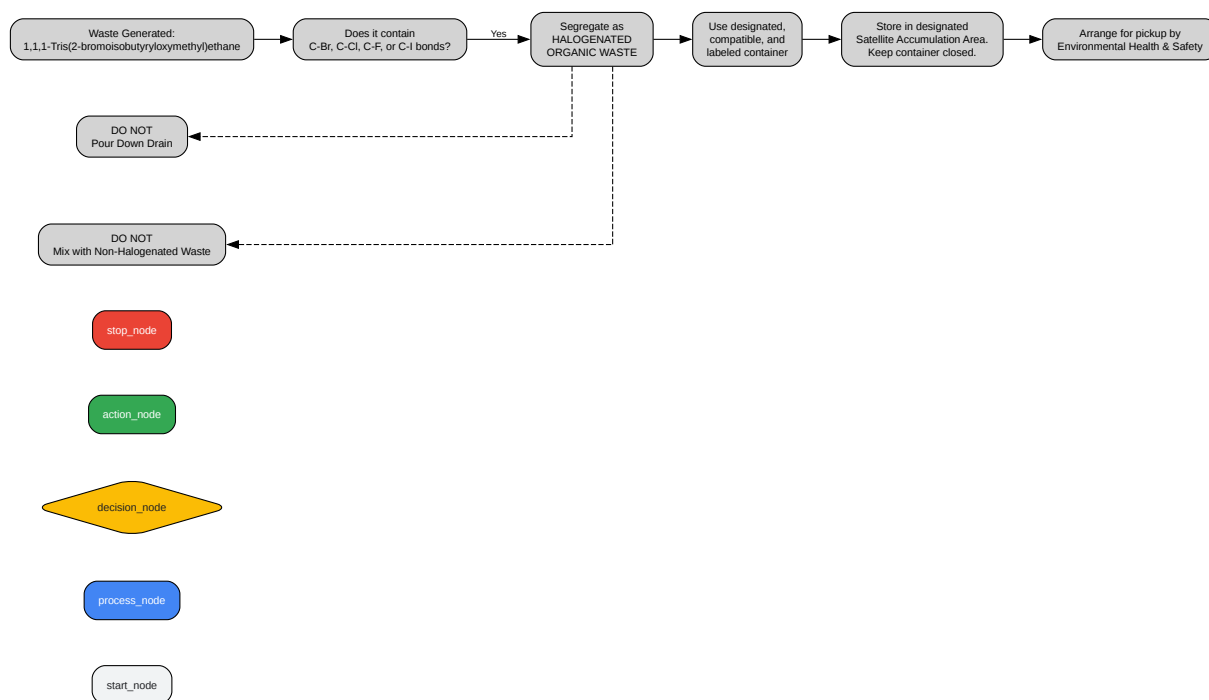 Waste Generated:
1,1,1-Tris(2-bromoisobutyryloxymethyl)ethane
Does it contain
C-Br, C-Cl, C-F, or C-I bonds?
Yes
Segregate as
HALOGENATED
ORGANIC WASTE
Use designated,
compatible, and
labeled container
Store in designated
Satellite Accumulation Area.
Keep container closed.
Arrange for pickup by
Environmental Health & Safety
DO NOT
Pour Down Drain
DO NOT
Mix with Non-Halogenated Waste
stop_node
action_node
decision_node
process_node
start_node